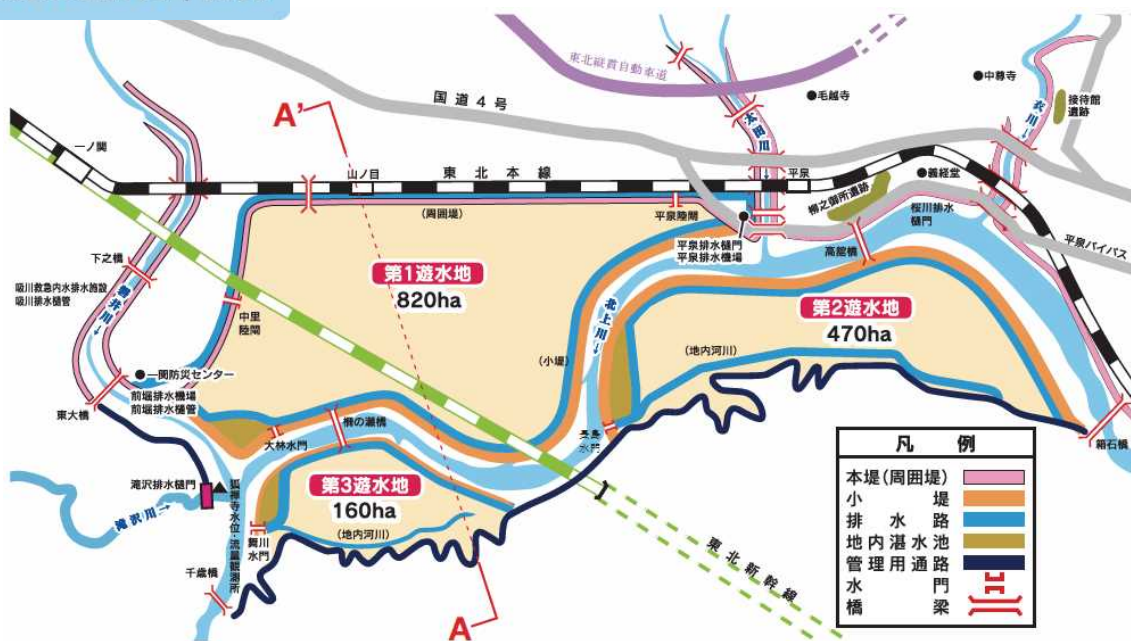 東北縦貫自動車道
国道4号
●毛越寺
●中尊寺
接待館
遺跡
衣川→
太田川→
A'
一ノ関
山ノ目
東北本線
平泉
●義経堂
柳之御所遺跡
桜川排水
樋門
平泉バイパス
(周囲堤)
平泉陸閘
平泉排水樋門
平泉排水機場
高館橋
下之橋
吸川救急内水排水施設
吸川排水樋管
磐井川→
中里
陸閘
第1遊水地
820ha
北上川→
第2遊水地
470ha
(小堤)
(地内河川)
●一関防災センター
前堀排水機場
前堀排水樋管
東大橋
大林水門
長島
水門
箱石橋
滝沢排水樋門
滝沢川→
狐禅寺水位・流量観測所
第3遊水地
160ha
(地内河川)
舞川
水門
千歳橋
A
東北新幹線
凡例
本堤(周囲堤)
小堤
排水路
地内湛水池
管理用通路
水門
橋梁